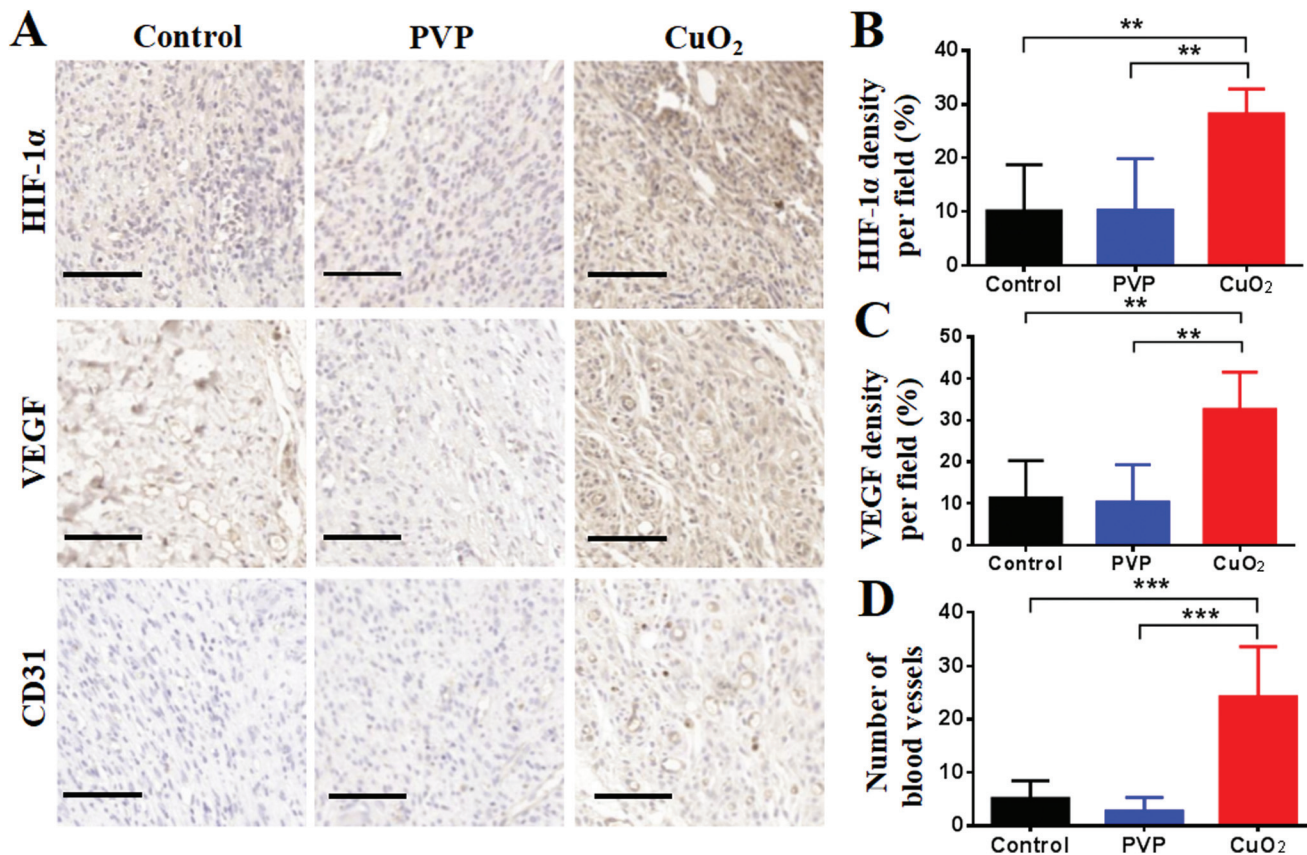 A
Control
PVP
CuO₂
HIF-1α
VEGF
CD31
B
**
**
HIF-1α density
per field (%)
40
30
20
10
0
Control
PVP
CuO₂
C
**
**
VEGF density
per field (%)
50
40
30
20
10
0
Control
PVP
CuO₂
D
***
***
Number of
blood vessels
40
30
20
10
0
Control
PVP
CuO₂